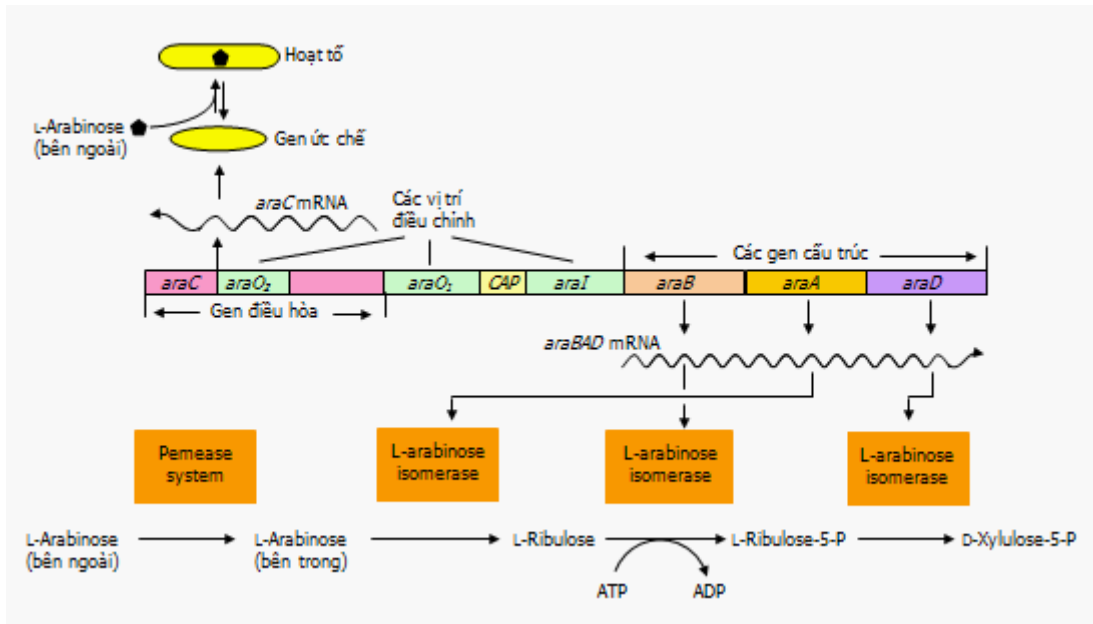 Hoạt tố
L-Arabinose
(bên ngoài)
Gen ức chế
araC mRNA
Các vị trí
điều chỉnh
Các gen cấu trúc
araC
araO₂
araO₁
CAP
araI
araB
araA
araD
Gen điều hòa
araBAD mRNA
Pemease
system
L-arabinose
isomerase
L-arabinose
isomerase
L-arabinose
isomerase
L-Arabinose
(bên ngoài)
L-Arabinose
(bên trong)
L-Ribulose
L-Ribulose-5-P
D-Xylulose-5-P
ATP
ADP